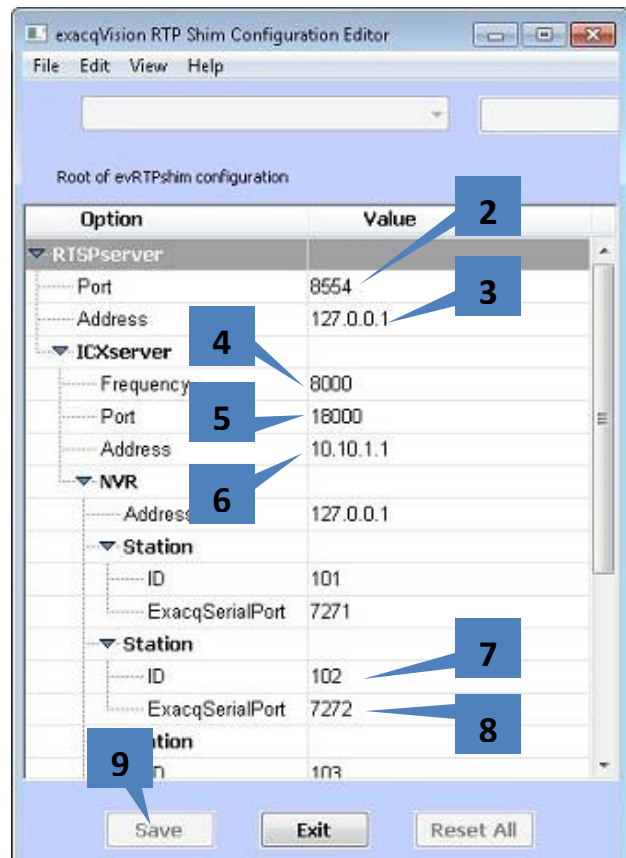 exacqVision RTP Shim Configuration Editor
File Edit View Help
Root of evRTPshim configuration
Option Value
2
RTSPserver
Port 8554
3
Address 127.0.0.1
4
ICXserver
Frequency 8000
5
Port 18000
Address 10.10.1.1
6
NVR
Address 127.0.0.1
Station
ID 101
ExacqSerialPort 7271
Station
7
ID 102
ExacqSerialPort 7272
8
9
103
Save Exit Reset All